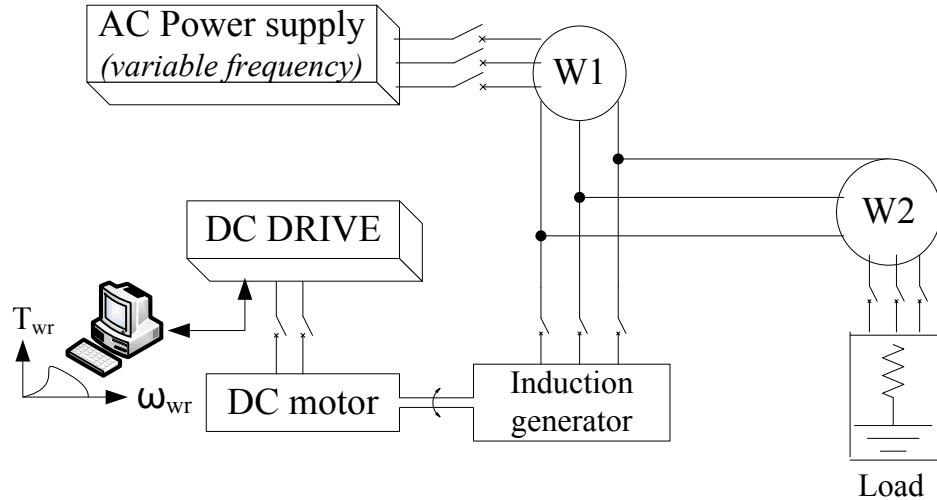 AC Power supply
(variable frequency)
W1
W2
DC DRIVE
Twr
ωwr
DC motor
Induction
generator
Load